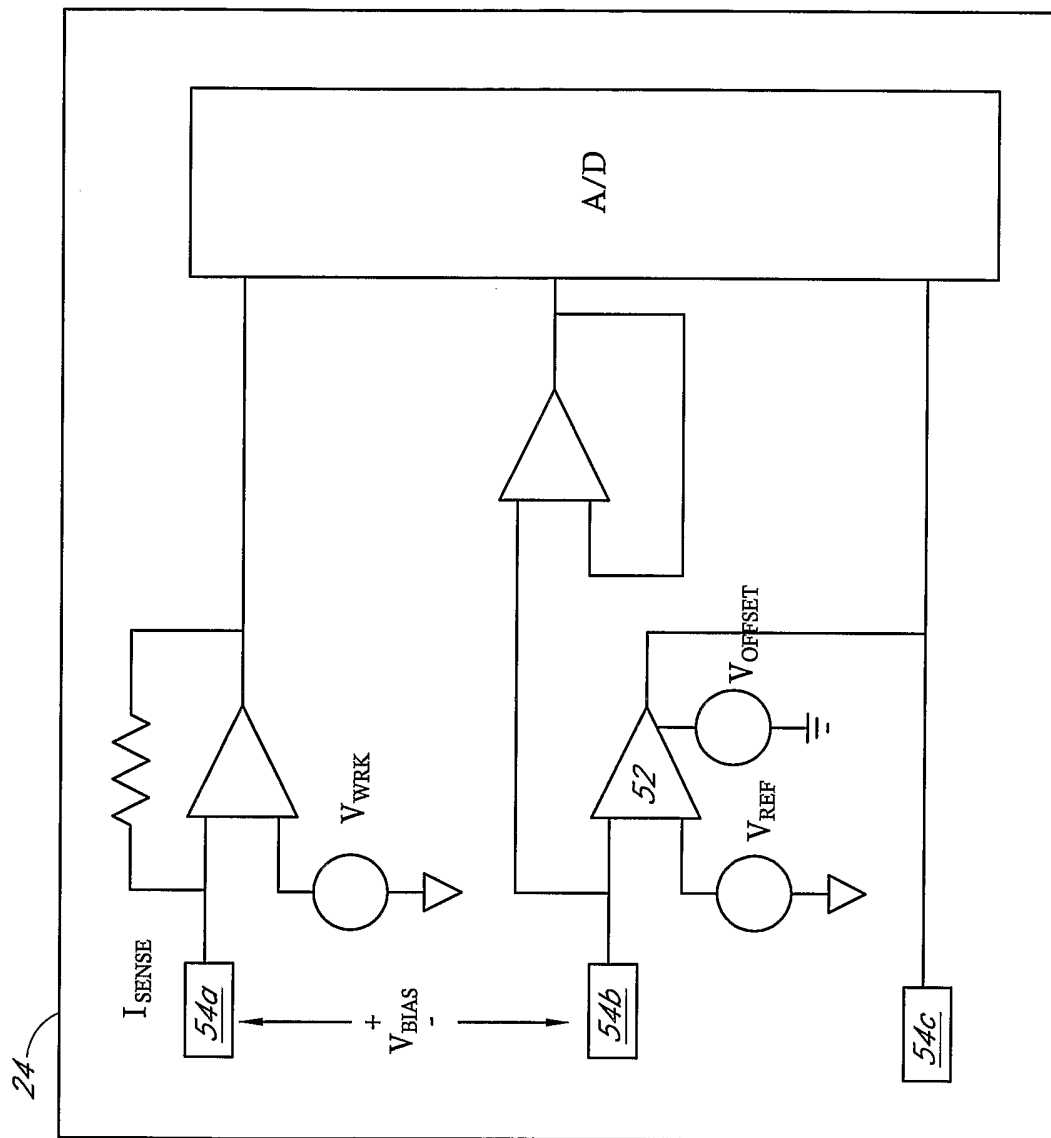 24
I_SENSE
54a
+
V_BIAS
-
54b
54c
V_WRK
52
V_REF
V_OFFSET
A/D